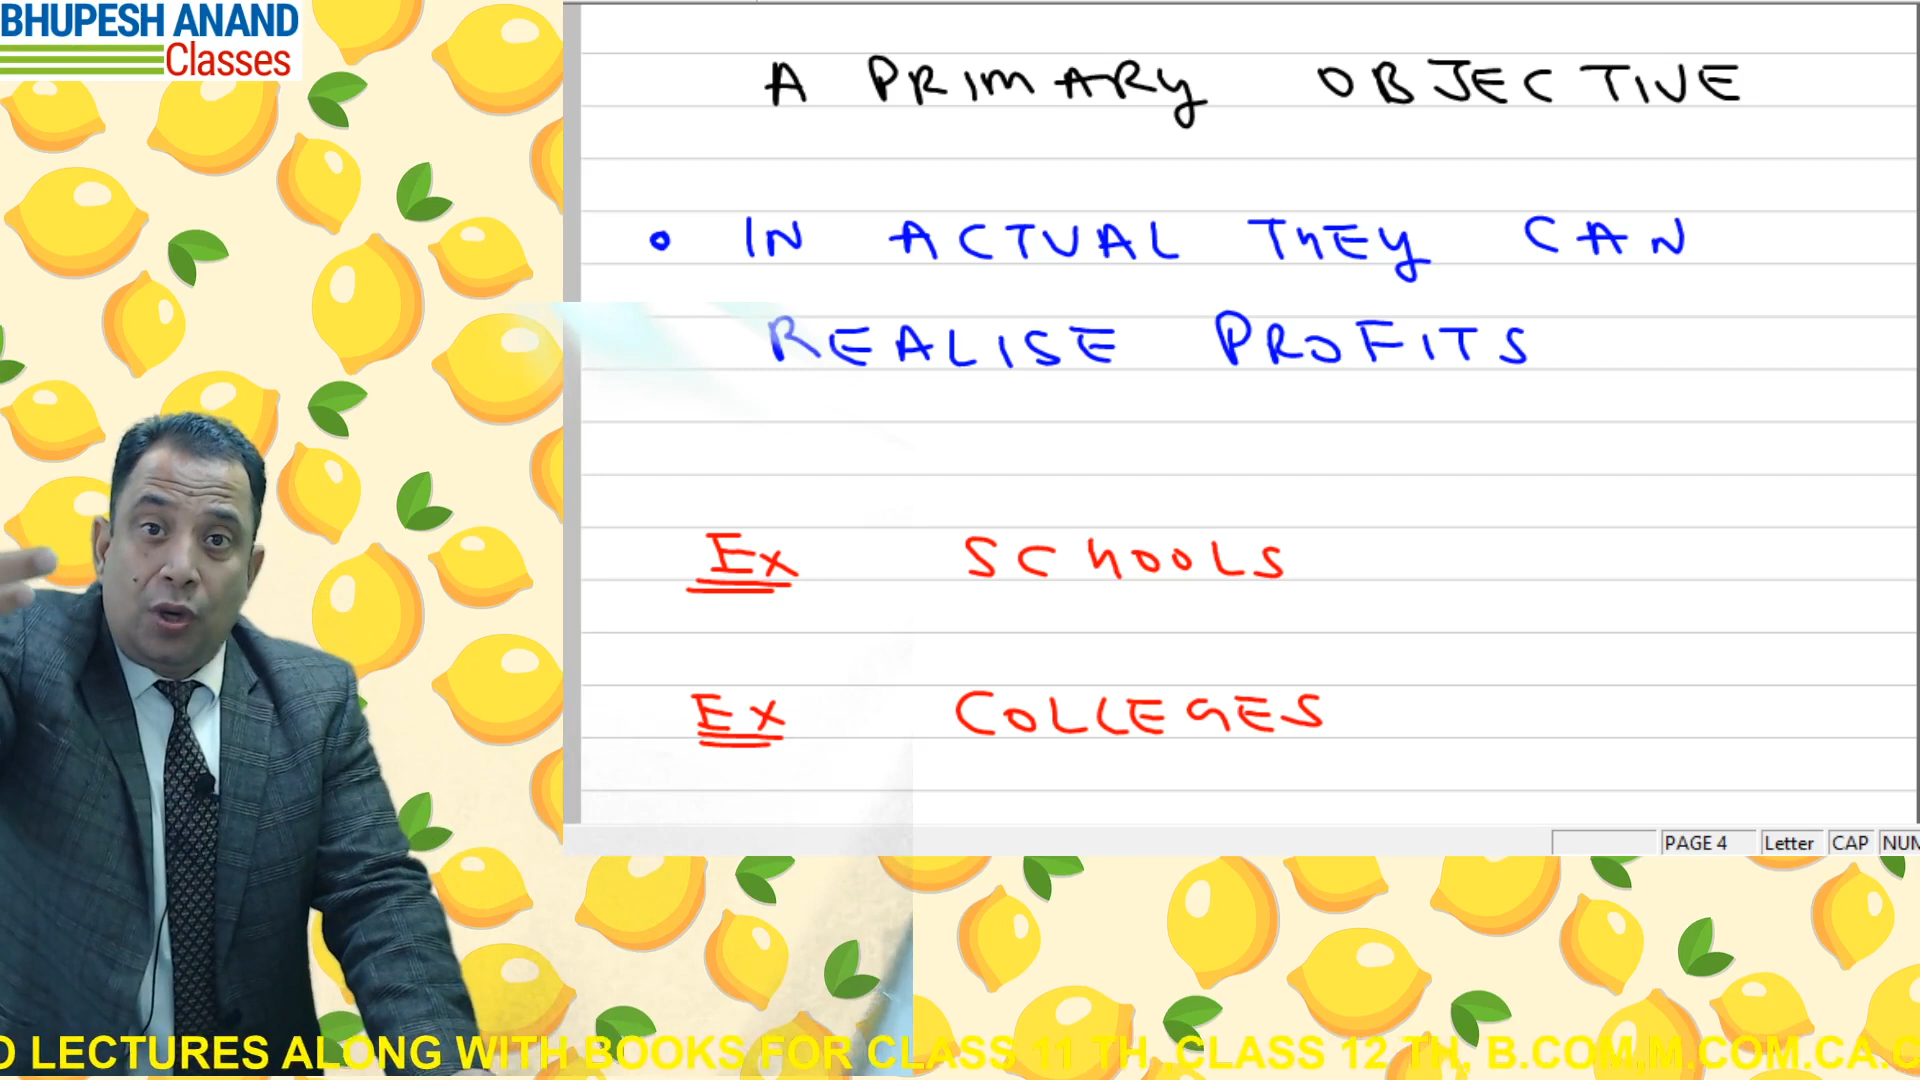 BHUPESH ANAND
Classes
A PRIMARY OBJECTIVE
• IN ACTUAL THEY CAN
REALISE PROFITS
Ex SCHOOLS
Ex COLLEGES
PAGE 4 Letter CAP NUM
O LECTURES ALONG WITH BOOKS FOR CLASS 11 TH ,CLASS 12 TH, B.COM,M.COM.CA.C